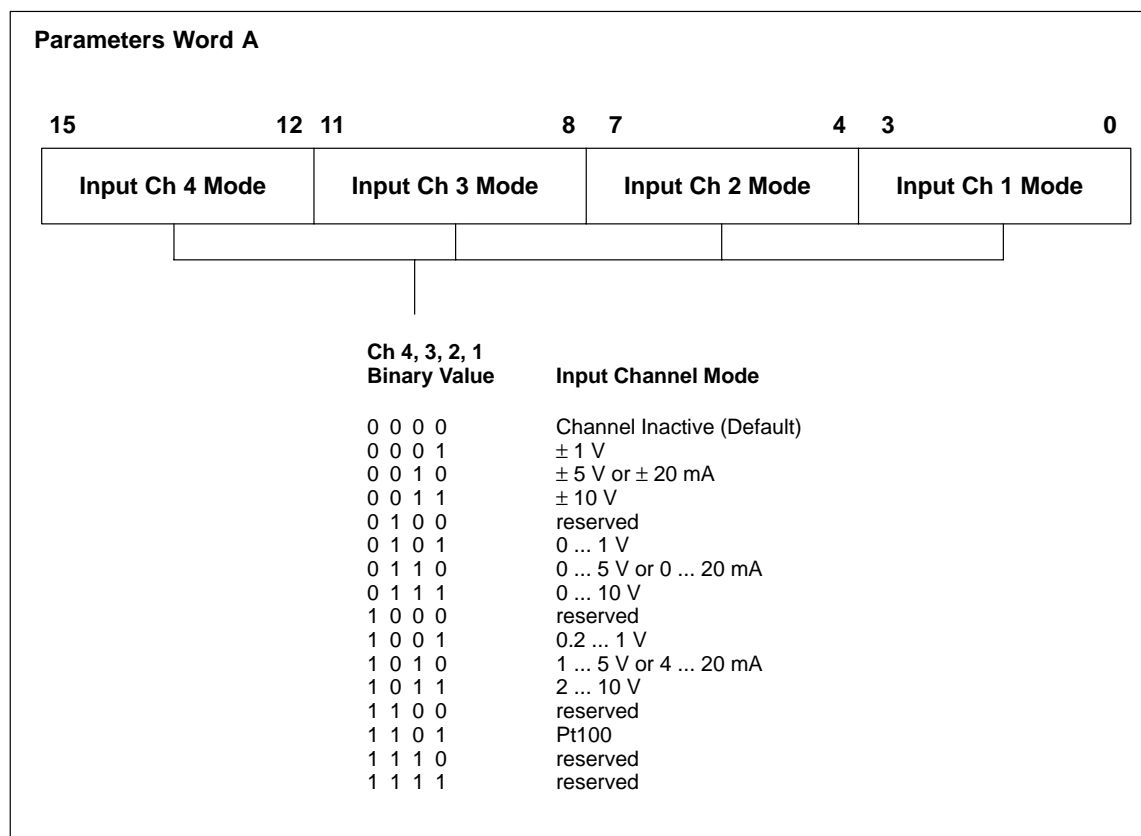 Parameters Word A
15 12 11 8 7 4 3 0
Input Ch 4 Mode Input Ch 3 Mode Input Ch 2 Mode Input Ch 1 Mode
Ch 4, 3, 2, 1
Binary Value Input Channel Mode
0 0 0 0 Channel Inactive (Default)
0 0 0 1 ± 1 V
0 0 1 0 ± 5 V or ± 20 mA
0 0 1 1 ± 10 V
0 1 0 0 reserved
0 1 0 1 0 ... 1 V
0 1 1 0 0 ... 5 V or 0 ... 20 mA
0 1 1 1 0 ... 10 V
1 0 0 0 reserved
1 0 0 1 0.2 ... 1 V
1 0 1 0 1 ... 5 V or 4 ... 20 mA
1 0 1 1 2 ... 10 V
1 1 0 0 reserved
1 1 0 1 Pt100
1 1 1 0 reserved
1 1 1 1 reserved